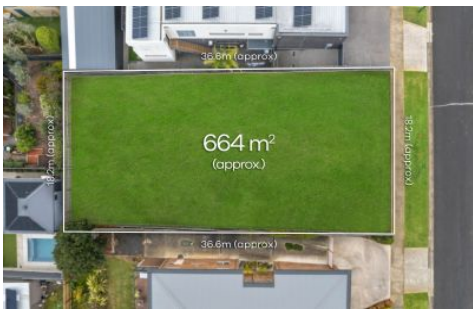 36.6m (approx)
18.2m (approx)
664 m²
(approx.)
18.2m (approx)
36.6m (approx)